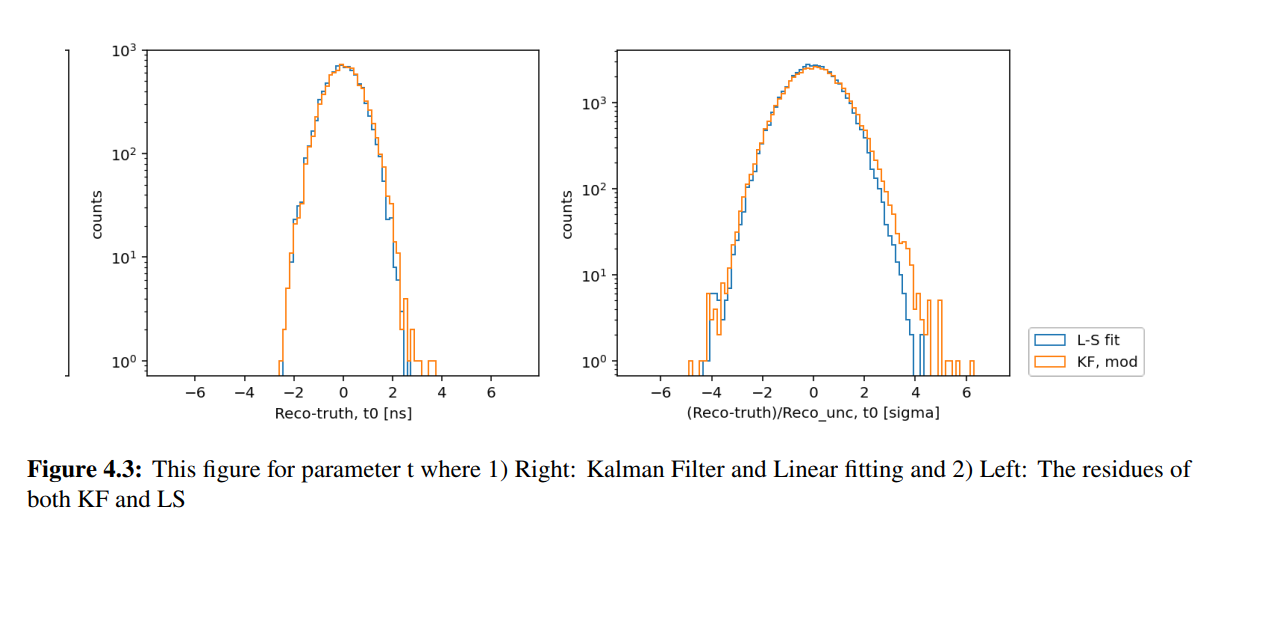 10³
10²
10¹
10⁰
counts
−6 −4 −2 0 2 4 6
Reco-truth, t0 [ns]
10³
10²
10¹
10⁰
counts
−6 −4 −2 0 2 4 6
(Reco-truth)/Reco_unc, t0 [sigma]
L-S fit
KF, mod
Figure 4.3: This figure for parameter t where 1) Right: Kalman Filter and Linear fitting and 2) Left: The residues of
both KF and LS